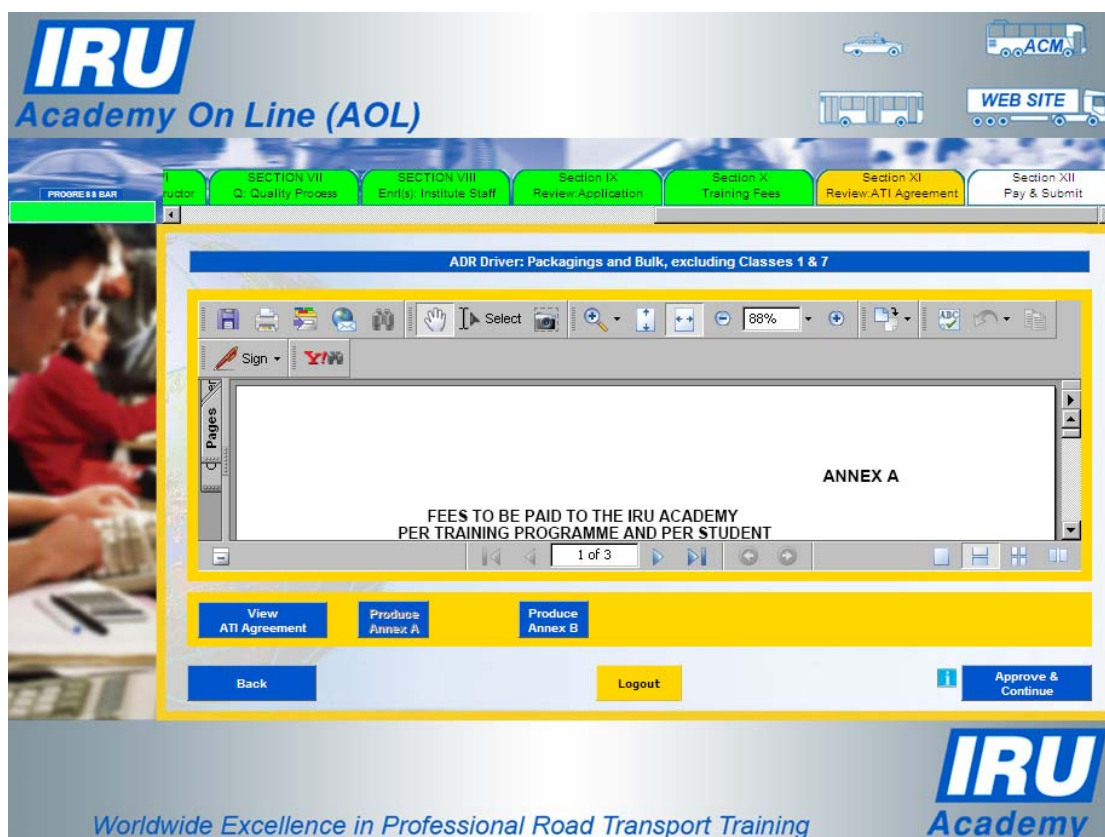 IRU
Academy On Line (AOL)
ACM
WEB SITE
PROGRESS BAR
uctor
SECTION VII
Q: Quality Process
SECTION VIII
Enrl(s): Institute Staff
Section IX
Review:Application
Section X
Training Fees
Section XI
Review:ATI Agreement
Section XII
Pay & Submit
ADR Driver: Packagings and Bulk, excluding Classes 1 & 7
Select
88%
Sign
Y!
Pages
ANNEX A
FEES TO BE PAID TO THE IRU ACADEMY
PER TRAINING PROGRAMME AND PER STUDENT
1 of 3
View
ATI Agreement
Produce
Annex A
Produce
Annex B
Back
Logout
i
Approve &
Continue
IRU
Academy
Worldwide Excellence in Professional Road Transport Training